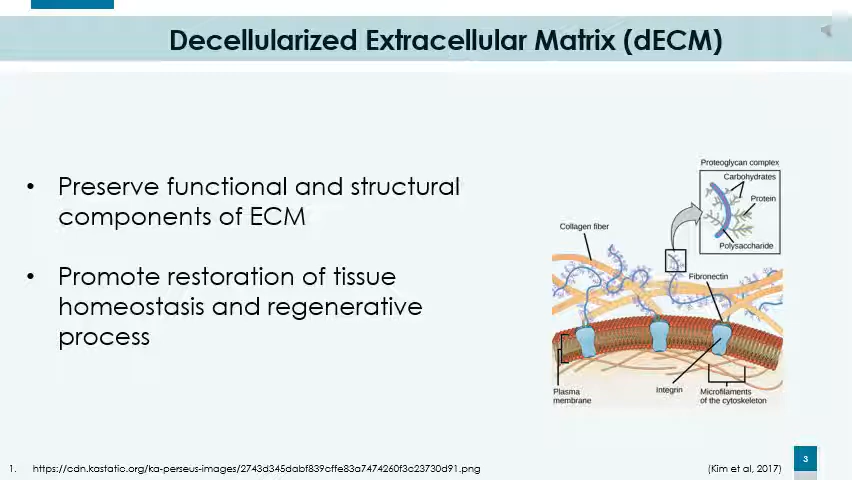 Decellularized Extracellular Matrix (dECM)
• Preserve functional and structural
components of ECM
• Promote restoration of tissue
homeostasis and regenerative
process
Proteoglycan complex
Carbohydrates
Protein
Polysaccharide
Collagen fiber
Fibronectin
Plasma
membrane
Integrin
Microfilaments
of the cytoskeleton
1. https://cdn.kastatic.org/ka-perseus-images/2743d345dabf839cffe83a7474260f3c23730d91.png
(Kim et al, 2017)
3